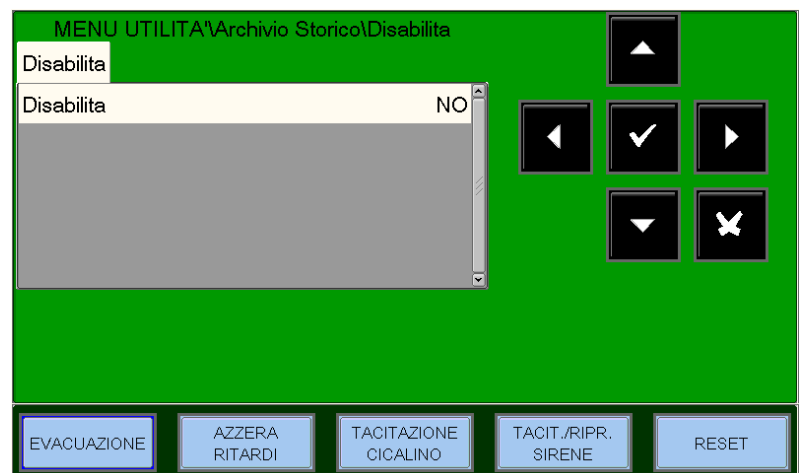 MENU UTILITA'\Archivio Storico\Disabilita
Disabilita
Disabilita NO
EVACUAZIONE
AZZERA
RITARDI
TACITAZIONE
CICALINO
TACIT./RIPR.
SIRENE
RESET